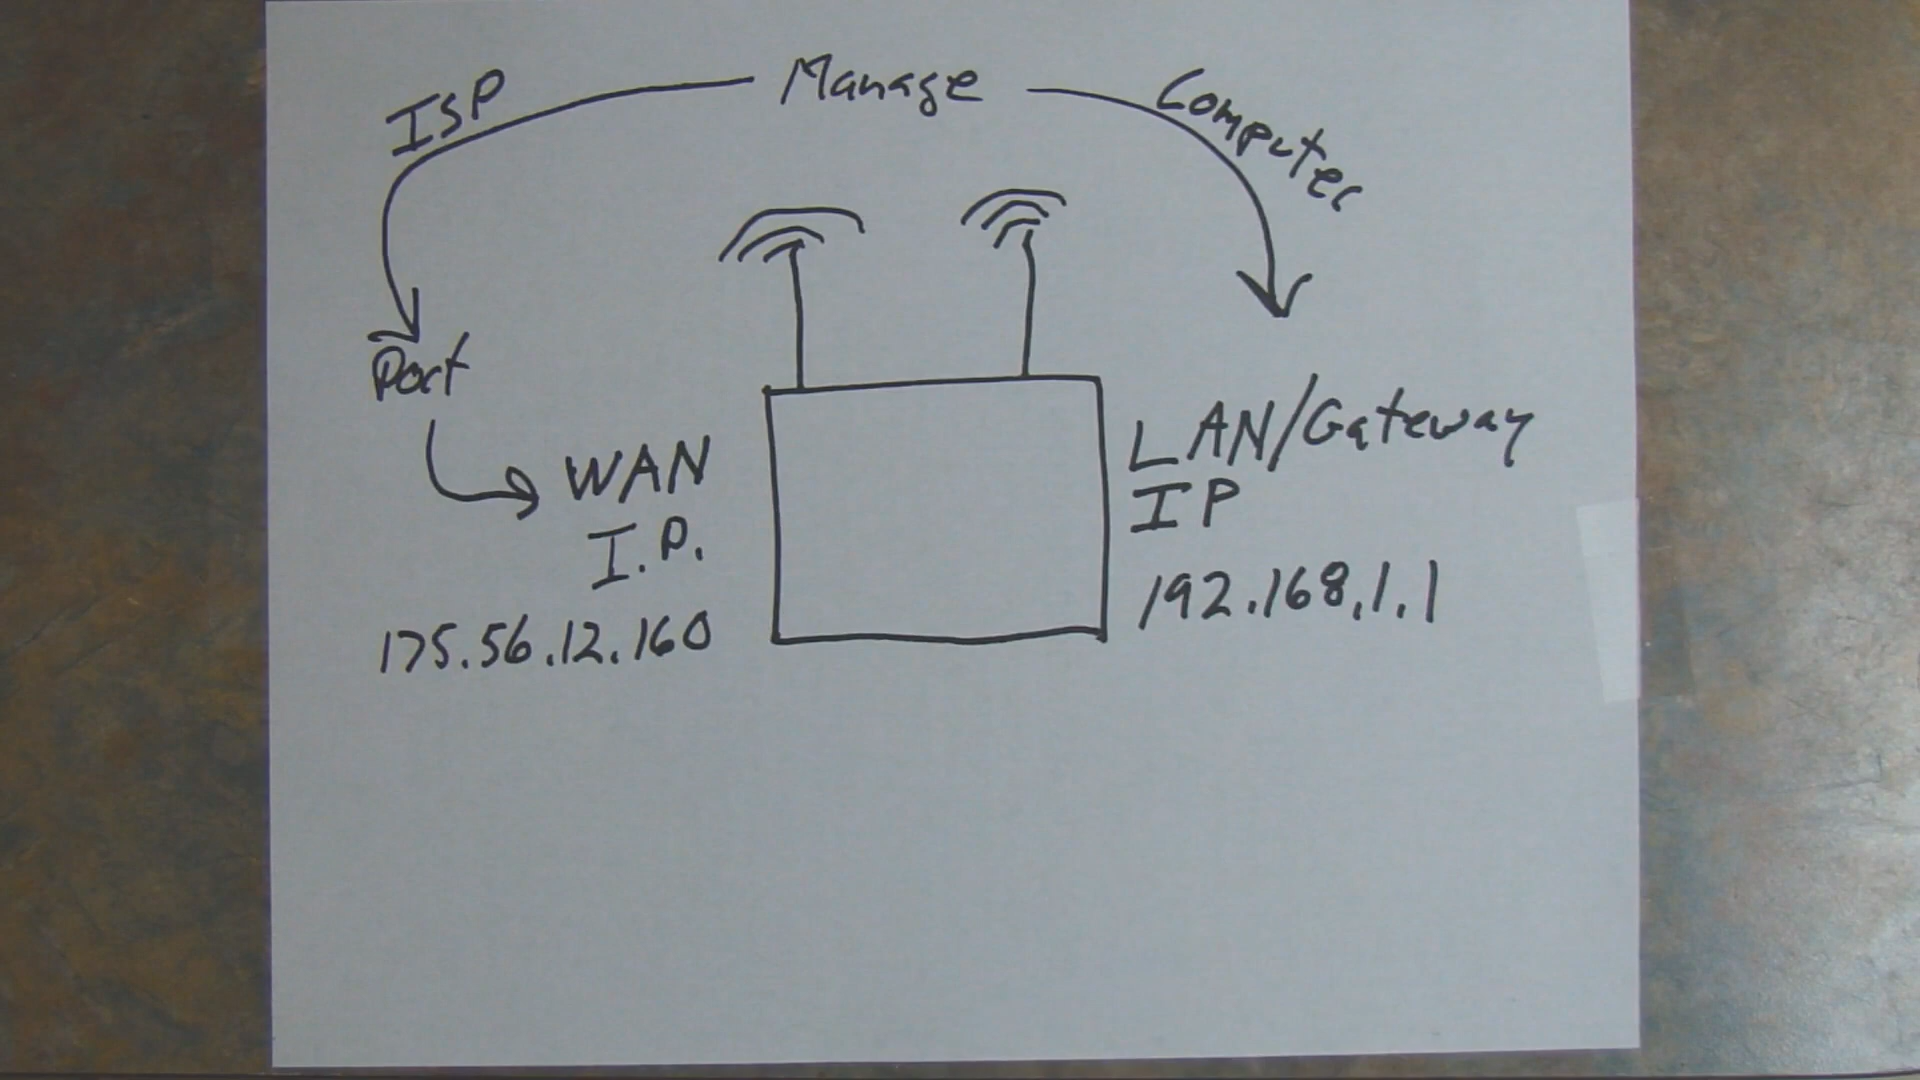 Manage
ISP
Computer
Port
WAN
I.P.
175.56.12.160
LAN/Gateway
IP
192.168.1.1